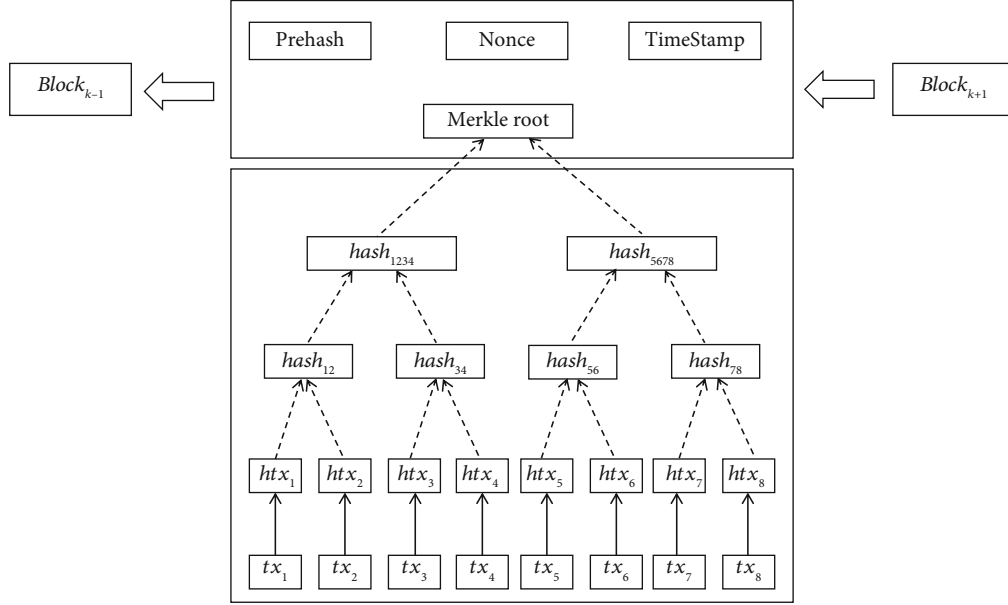 Prehash Nonce TimeStamp
Block_{k−1} Block_{k+1}
Merkle root
hash_{1234} hash_{5678}
hash_{12} hash_{34} hash_{56} hash_{78}
htx_1 htx_2 htx_3 htx_4 htx_5 htx_6 htx_7 htx_8
tx_1 tx_2 tx_3 tx_4 tx_5 tx_6 tx_7 tx_8